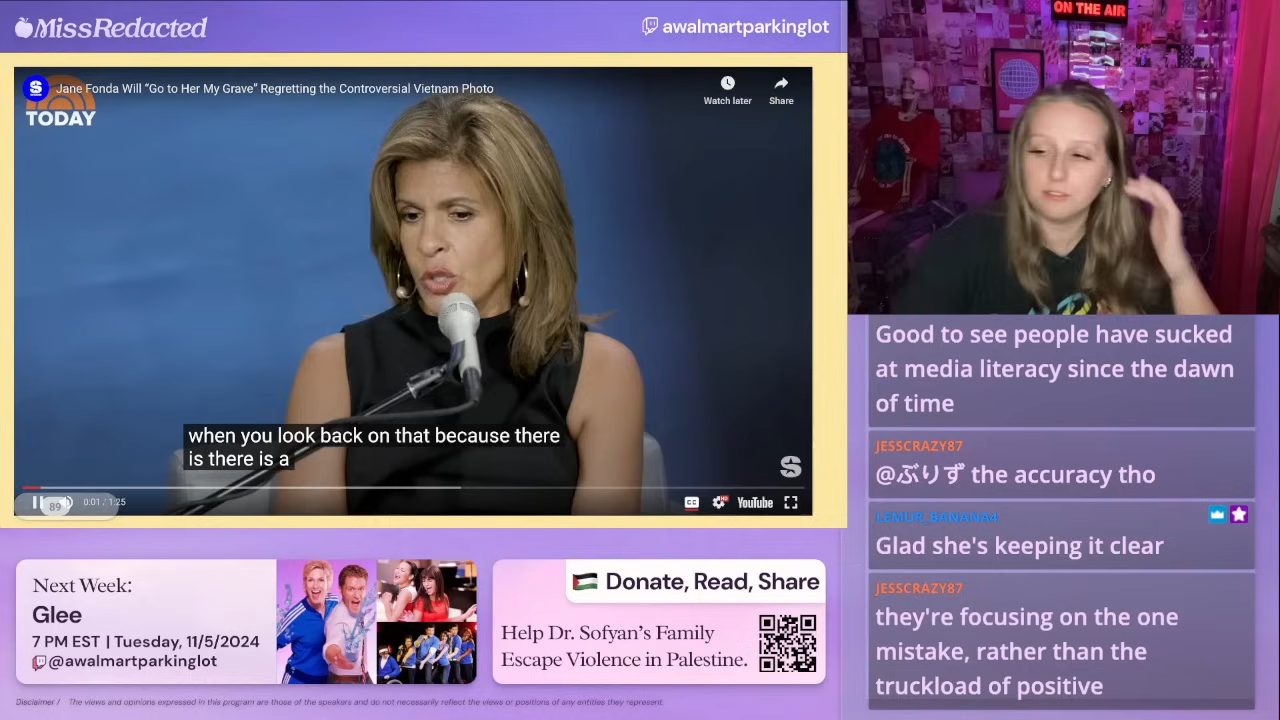 MissRedacted
awalmartparkinglot
ON THE AIR
Jane Fonda Will “Go to Her My Grave” Regretting the Controversial Vietnam Photo
Watch later
Share
TODAY
when you look back on that because there
is there is a
0:01 / 1:25
89
CC
HD
YouTube
Good to see people have sucked
at media literacy since the dawn
of time
JESSCRAZY87
@ぶりず the accuracy tho
LEMUR_BANANA4
Glad she's keeping it clear
JESSCRAZY87
they're focusing on the one
mistake, rather than the
truckload of positive
Next Week:
Glee
7 PM EST | Tuesday, 11/5/2024
@awalmartparkinglot
Donate, Read, Share
Help Dr. Sofyan’s Family
Escape Violence in Palestine.
Disclaimer / The views and opinions expressed in this program are those of the speakers and do not necessarily reflect the views or positions of any entities they represent.